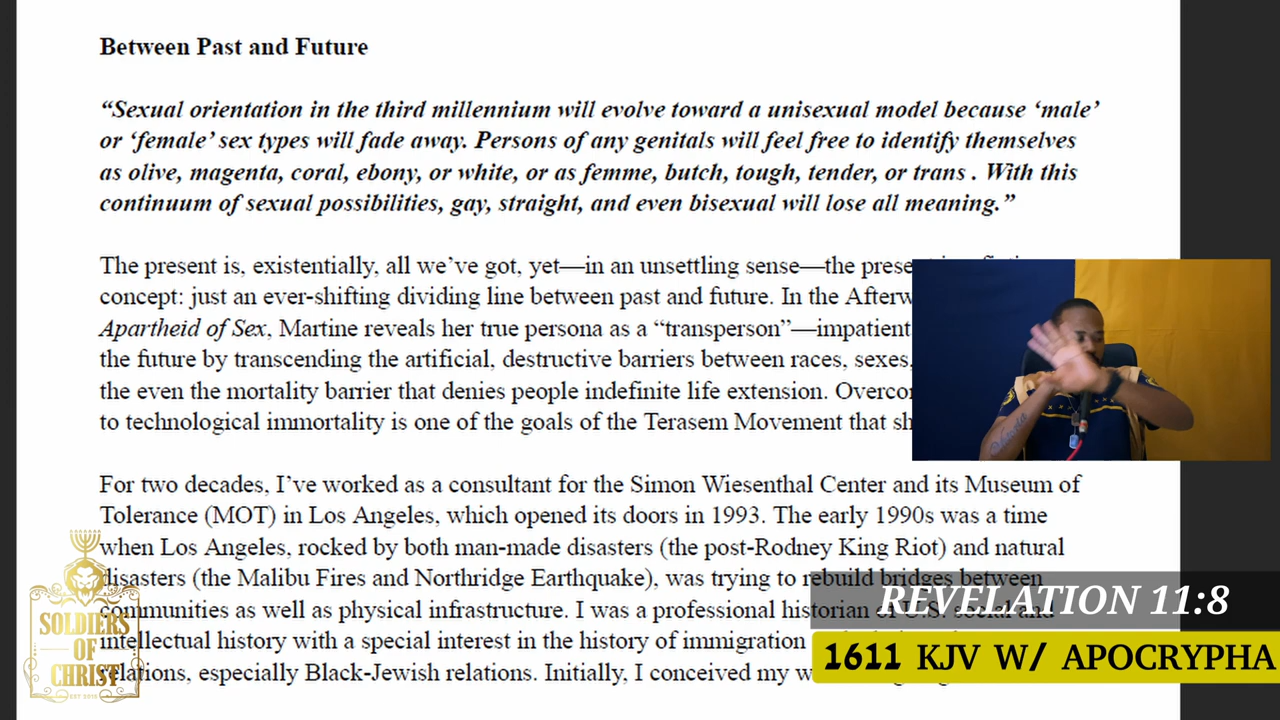 Between Past and Future
“Sexual orientation in the third millennium will evolve toward a unisexual model because ‘male’
or ‘female’ sex types will fade away. Persons of any genitals will feel free to identify themselves
as olive, magenta, coral, ebony, or white, or as femme, butch, tough, tender, or trans . With this
continuum of sexual possibilities, gay, straight, and even bisexual will lose all meaning.”
The present is, existentially, all we’ve got, yet—in an unsettling sense—the
concept: just an ever-shifting dividing line between past and future. In the
Apartheid of Sex, Martine reveals her true persona as a “transperson”—impatient
the future by transcending the artificial, destructive barriers between races, sexes,
the even the mortality barrier that denies people indefinite life extension.
to technological immortality is one of the goals of the Terasem Movement that
For two decades, I’ve worked as a consultant for the Simon Wiesenthal Center and its Museum of
Tolerance (MOT) in Los Angeles, which opened its doors in 1993. The early 1990s was a time
when Los Angeles, rocked by both man-made disasters (the post-Rodney King Riot) and natural
disasters (the Malibu Fires and Northridge Earthquake), was trying to rebuild bridges between
communities as well as physical infrastructure. I was a professional historian of U.S. social and
intellectual history with a special interest in the history of immigration
relations, especially Black-Jewish relations. Initially, I conceived my
REVELATION 11:8
1611 KJV W/ APOCRYPHA
SOLDIERS
OF
CHRIST